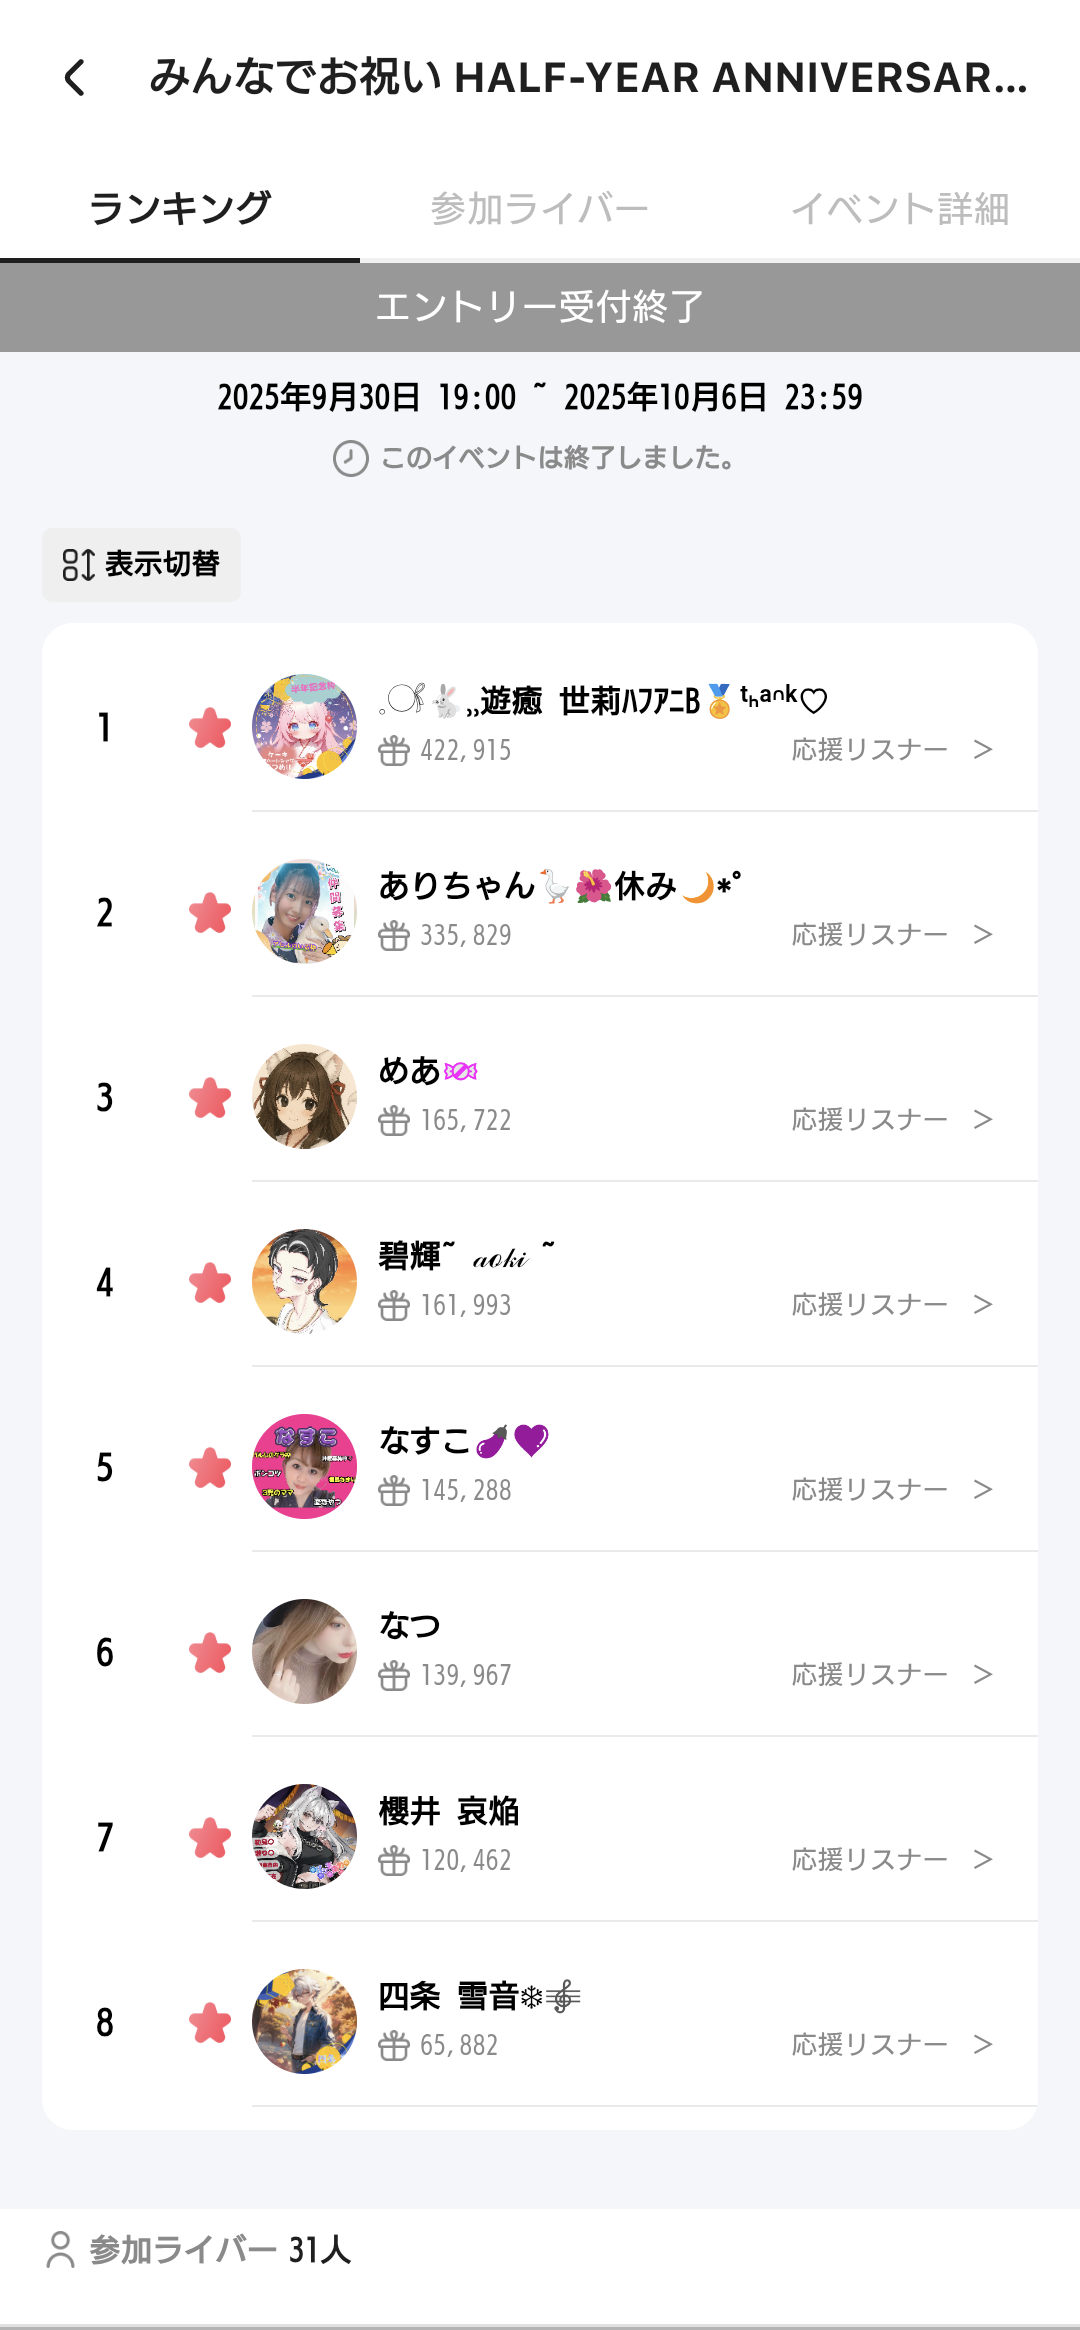 みんなでお祝い HALF-YEAR ANNIVERSAR...
ランキング 参加ライバー イベント詳細
エントリー受付終了
2025年9月30日 19:00 ~ 2025年10月6日 23:59
このイベントは終了しました。
表示切替
1 𓈒𓏸🐇‪„遊癒 世莉ﾊﾌｱﾆB🏅ᵗₕₐⁿᵏ♡
422,915 応援リスナー >
2 ありちゃん🪿🌺休み🌙*ﾟ
335,829 応援リスナー >
3 めあ🍬
165,722 応援リスナー >
4 碧輝~ 𝒶𝑜𝓀𝒾 ~
161,993 応援リスナー >
なすこ
5 なすこ🍆💜
145,288 応援リスナー >
6 なつ
139,967 応援リスナー >
7 櫻井 哀焔
120,462 応援リスナー >
8 四条 雪音❄🎼
65,882 応援リスナー >
参加ライバー 31人